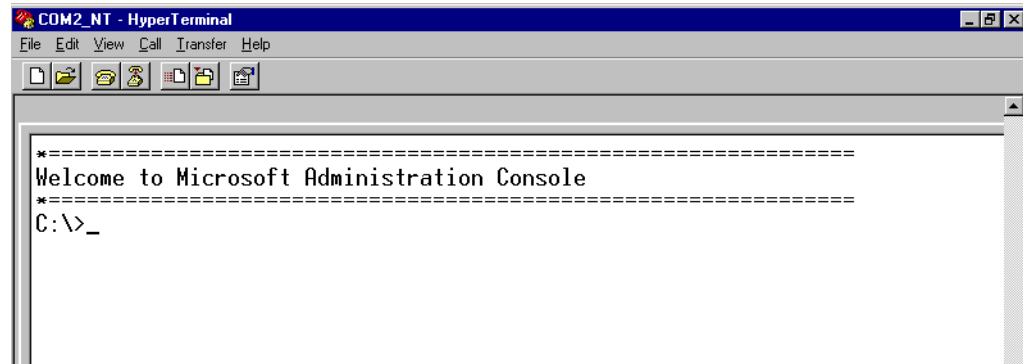 COM2_NT - HyperTerminal
File Edit View Call Transfer Help
*===============================================================
Welcome to Microsoft Administration Console
*===============================================================
C:\>_